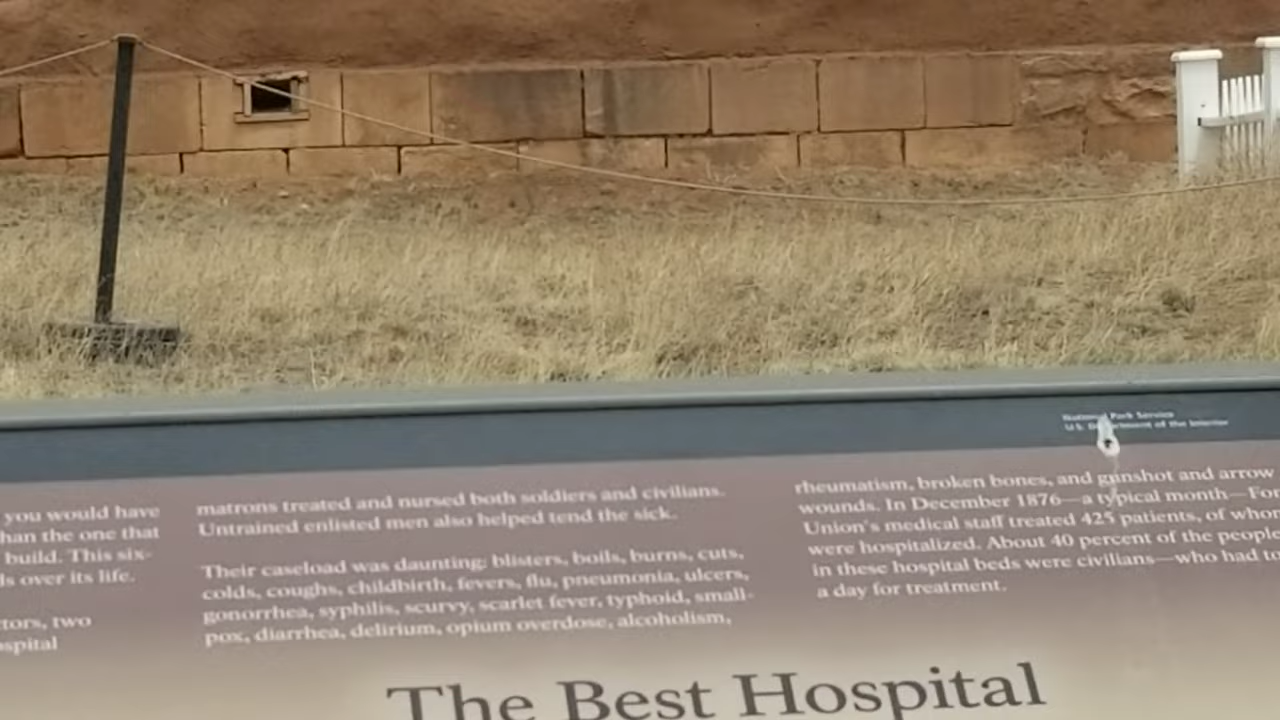 National Park Service
U.S. Department of the Interior
you would have
han the one that
build. This six-
ls over its life.
ctors, two
ospital
matrons treated and nursed both soldiers and civilians.
Untrained enlisted men also helped tend the sick.
Their caseload was daunting: blisters, boils, burns, cuts,
colds, coughs, childbirth, fevers, flu, pneumonia, ulcers,
gonorrhea, syphilis, scurvy, scarlet fever, typhoid, small-
pox, diarrhea, delirium, opium overdose, alcoholism,
rheumatism, broken bones, and gunshot and arrow
wounds. In December 1876—a typical month—For
Union's medical staff treated 425 patients, of whom
were hospitalized. About 40 percent of the people
in these hospital beds were civilians—who had to
a day for treatment.
The Best Hospital